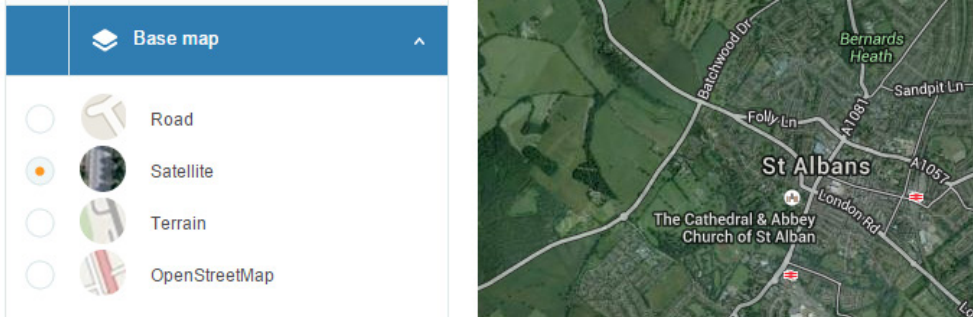 Base map
Road
Satellite
Terrain
OpenStreetMap
Batchwood Dr
Bernards
Heath
Sandpit Ln
Folly Ln
A1081
St Albans
A1057
London Rd
The Cathedral & Abbey
Church of St Alban